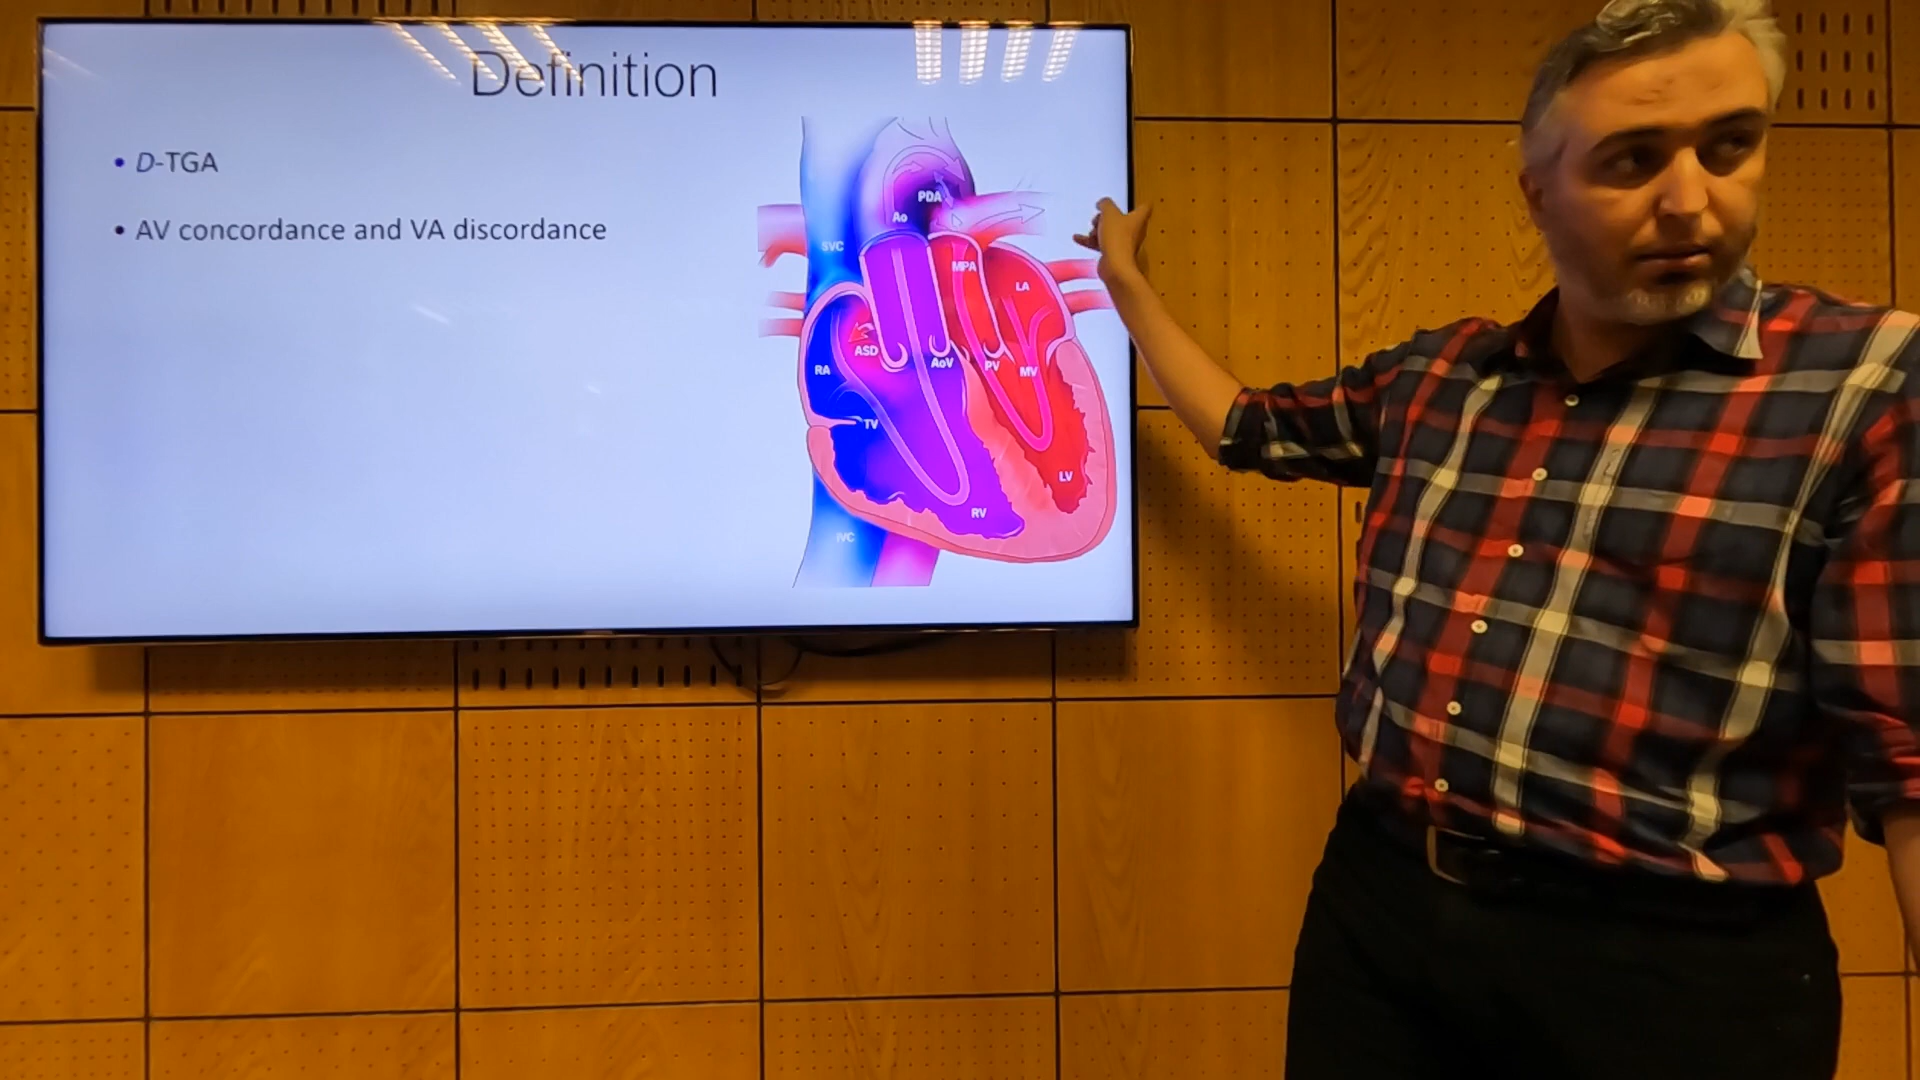 Definition
• D-TGA
• AV concordance and VA discordance
PDA
Ao
SVC
MPA
LA
ASD
AoV
PV
MV
RA
TV
LV
RV
IVC